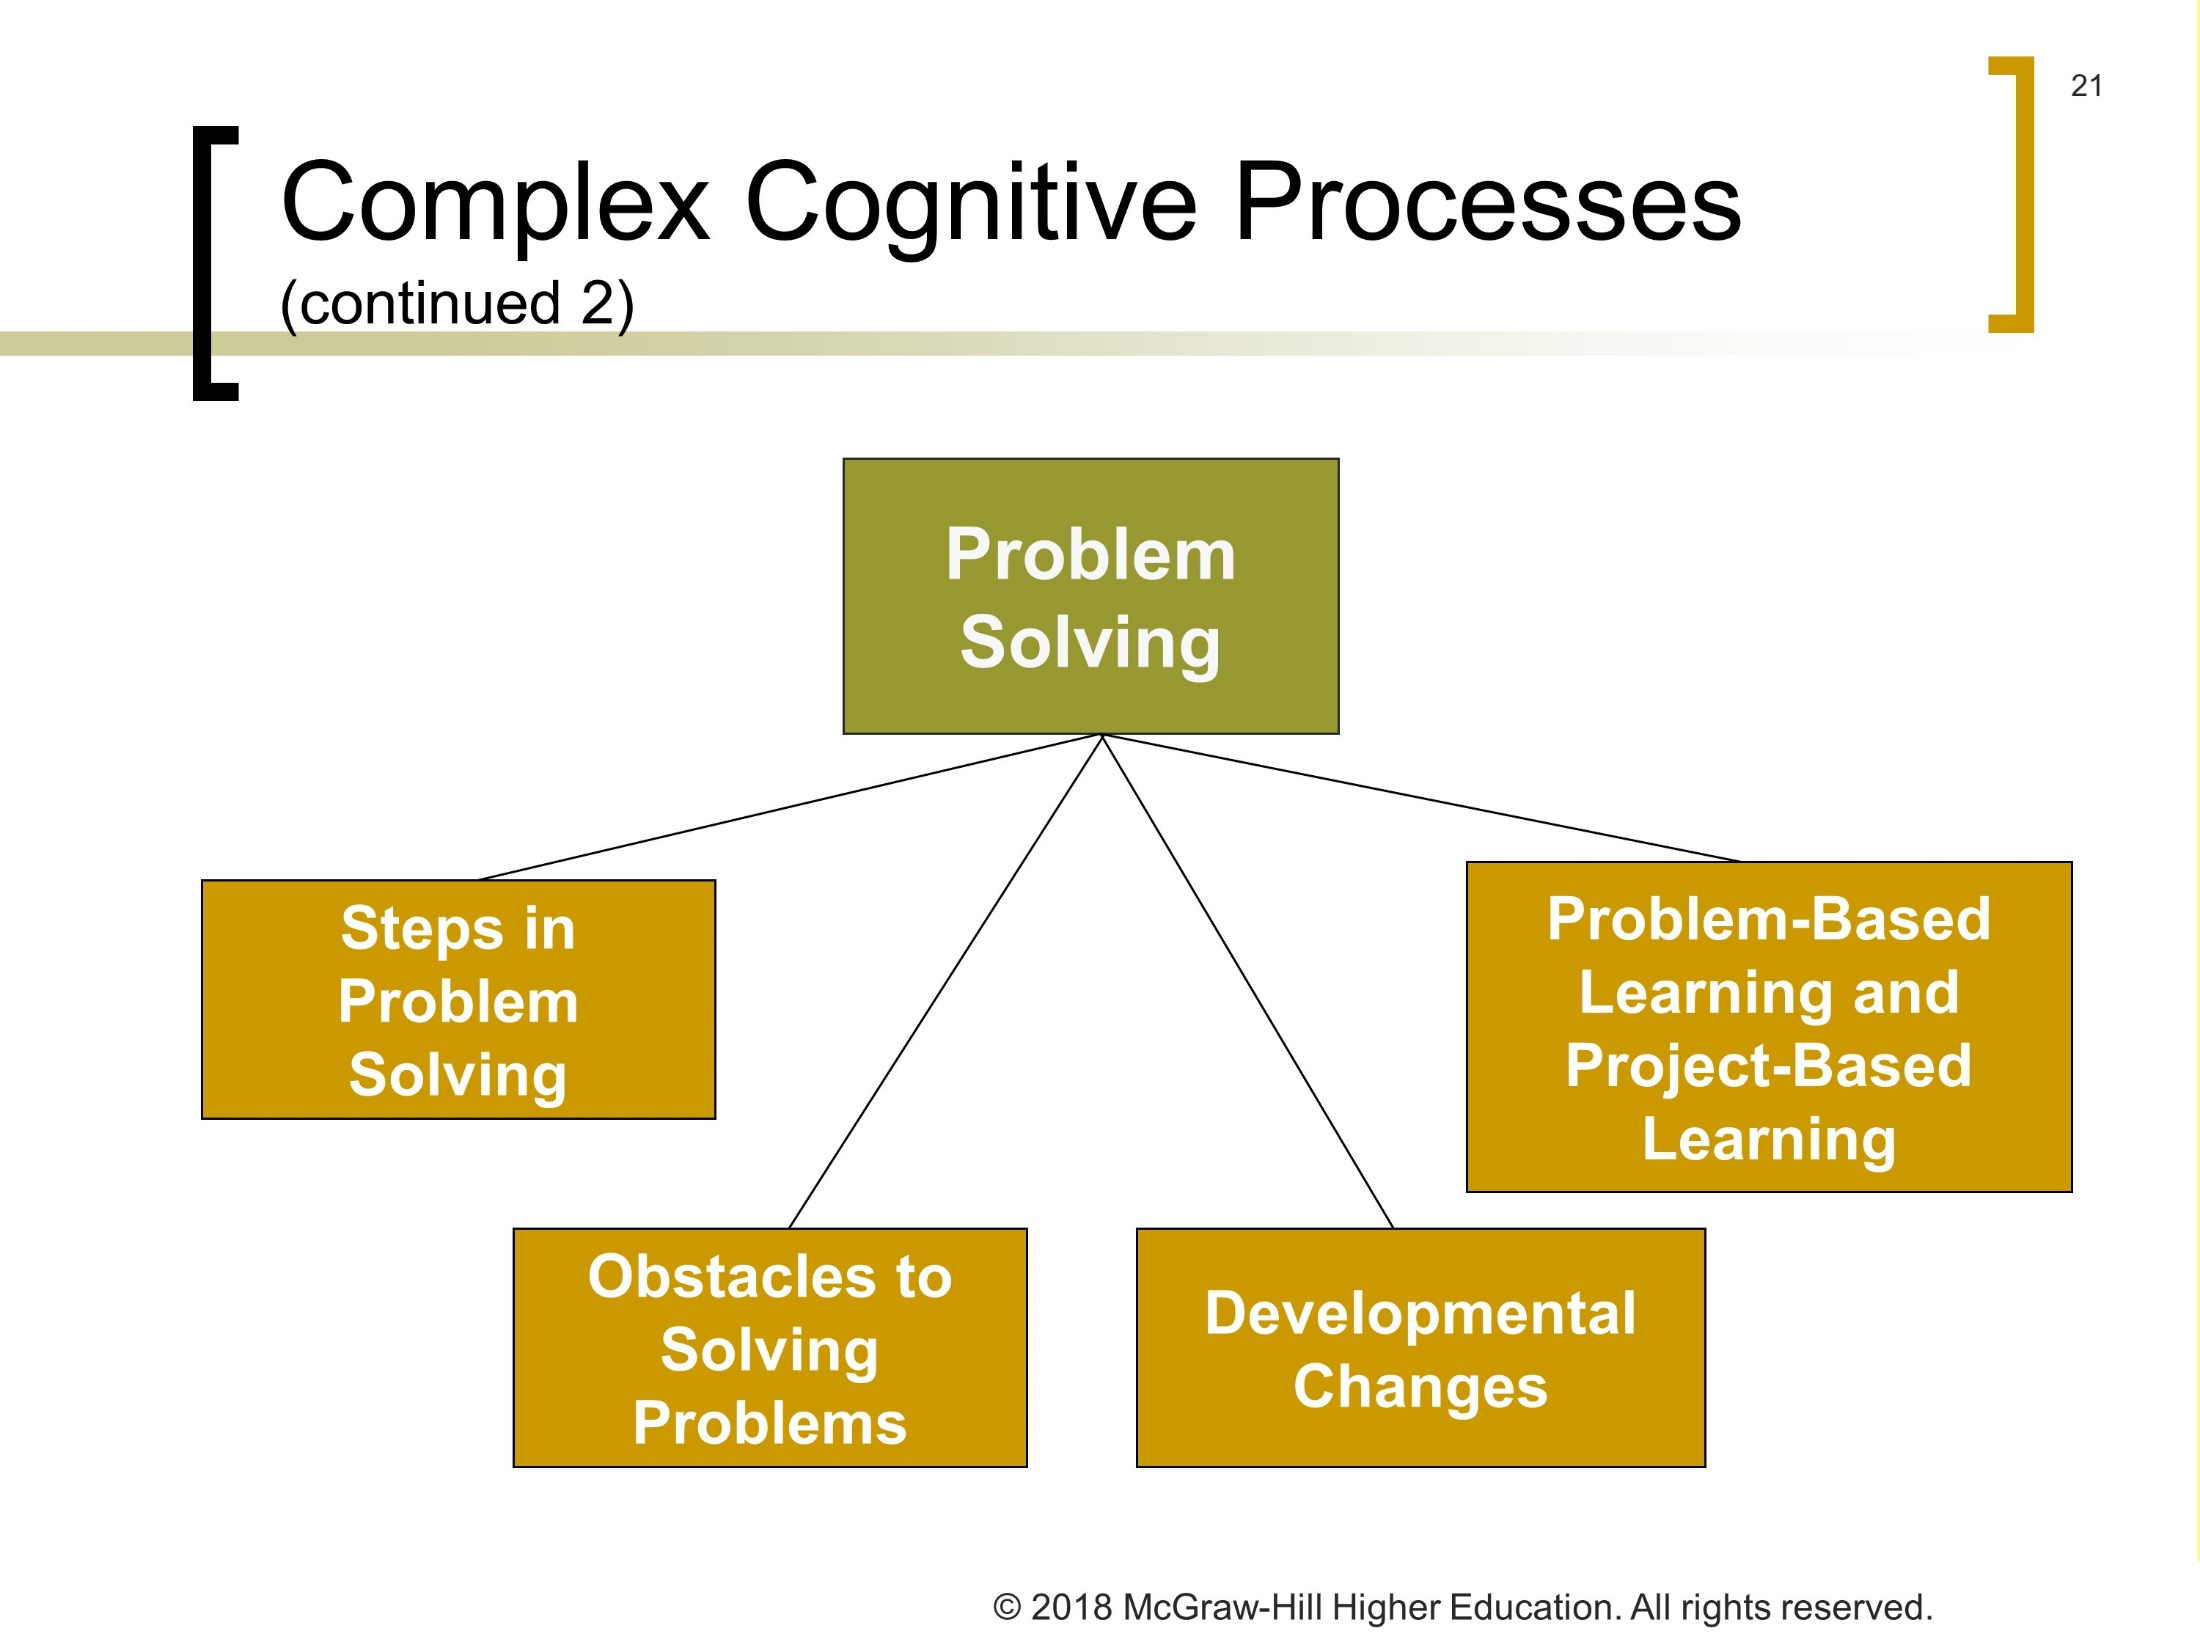 21
Complex Cognitive Processes
(continued 2)
Problem
Solving
Steps in
Problem
Solving
Obstacles to
Solving
Problems
Developmental
Changes
Problem-Based
Learning and
Project-Based
Learning
© 2018 McGraw-Hill Higher Education. All rights reserved.